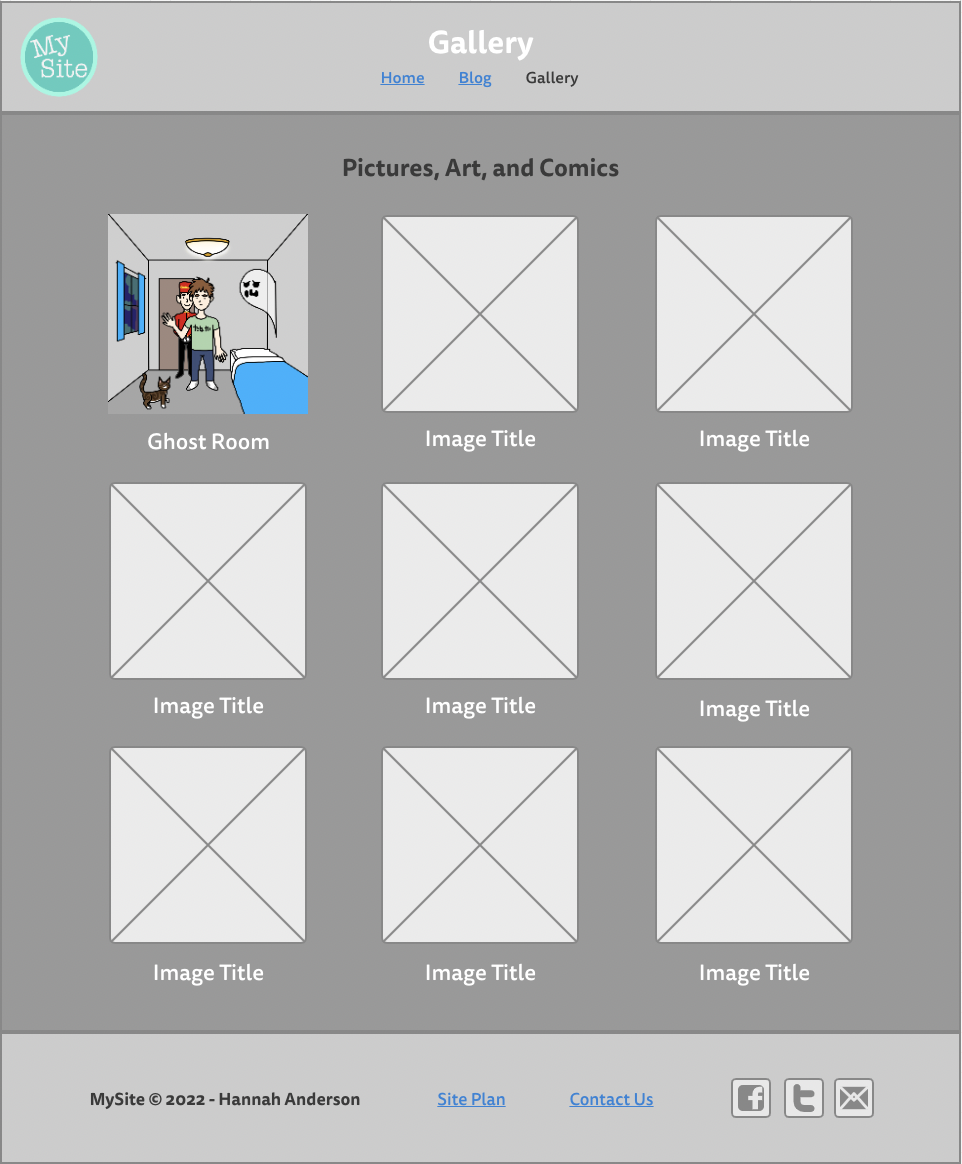 My
Site
Gallery
Home Blog Gallery
Pictures, Art, and Comics
Ghost Room Image Title Image Title
Image Title Image Title Image Title
Image Title Image Title Image Title
MySite © 2022 - Hannah Anderson Site Plan Contact Us